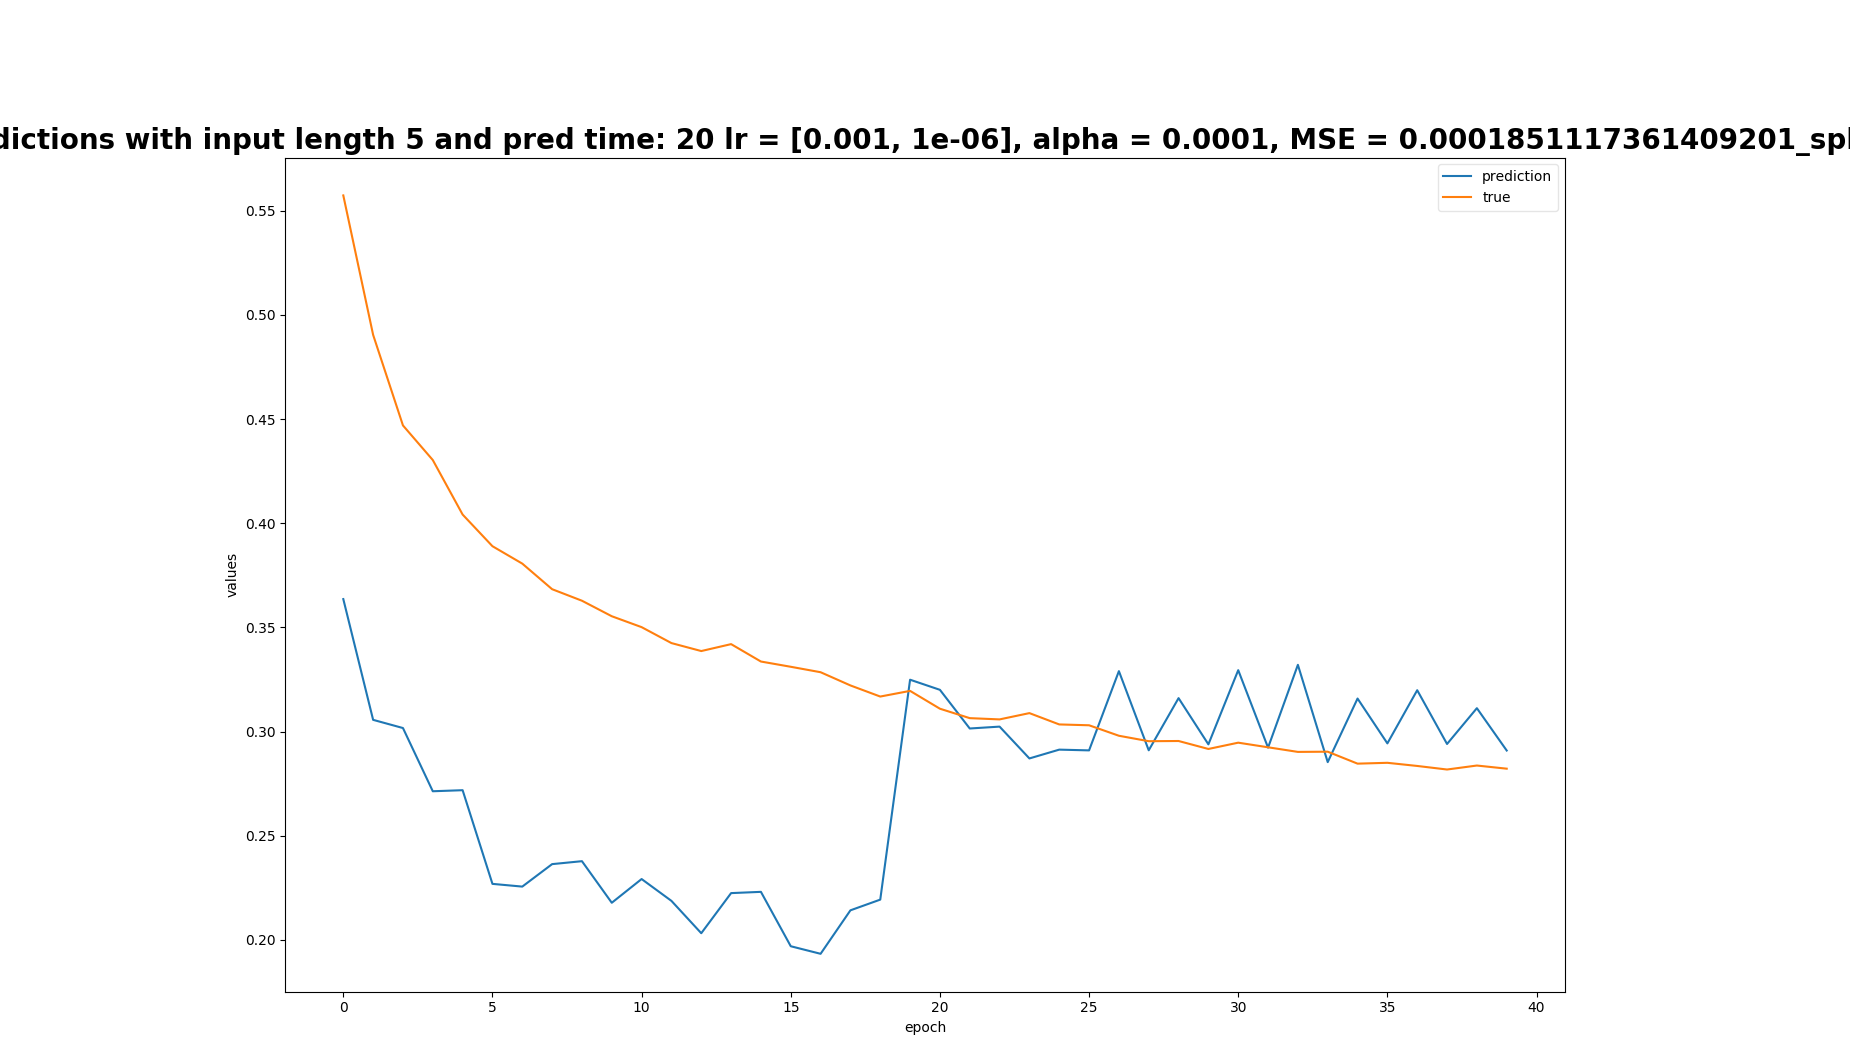 dictions with input length 5 and pred time: 20 lr = [0.001, 1e-06], alpha = 0.0001, MSE = 0.0001851117361409201_spl
prediction
true
0.55
0.50
0.45
0.40
0.35
0.30
0.25
0.20
values
0 5 10 15 20 25 30 35 40
epoch